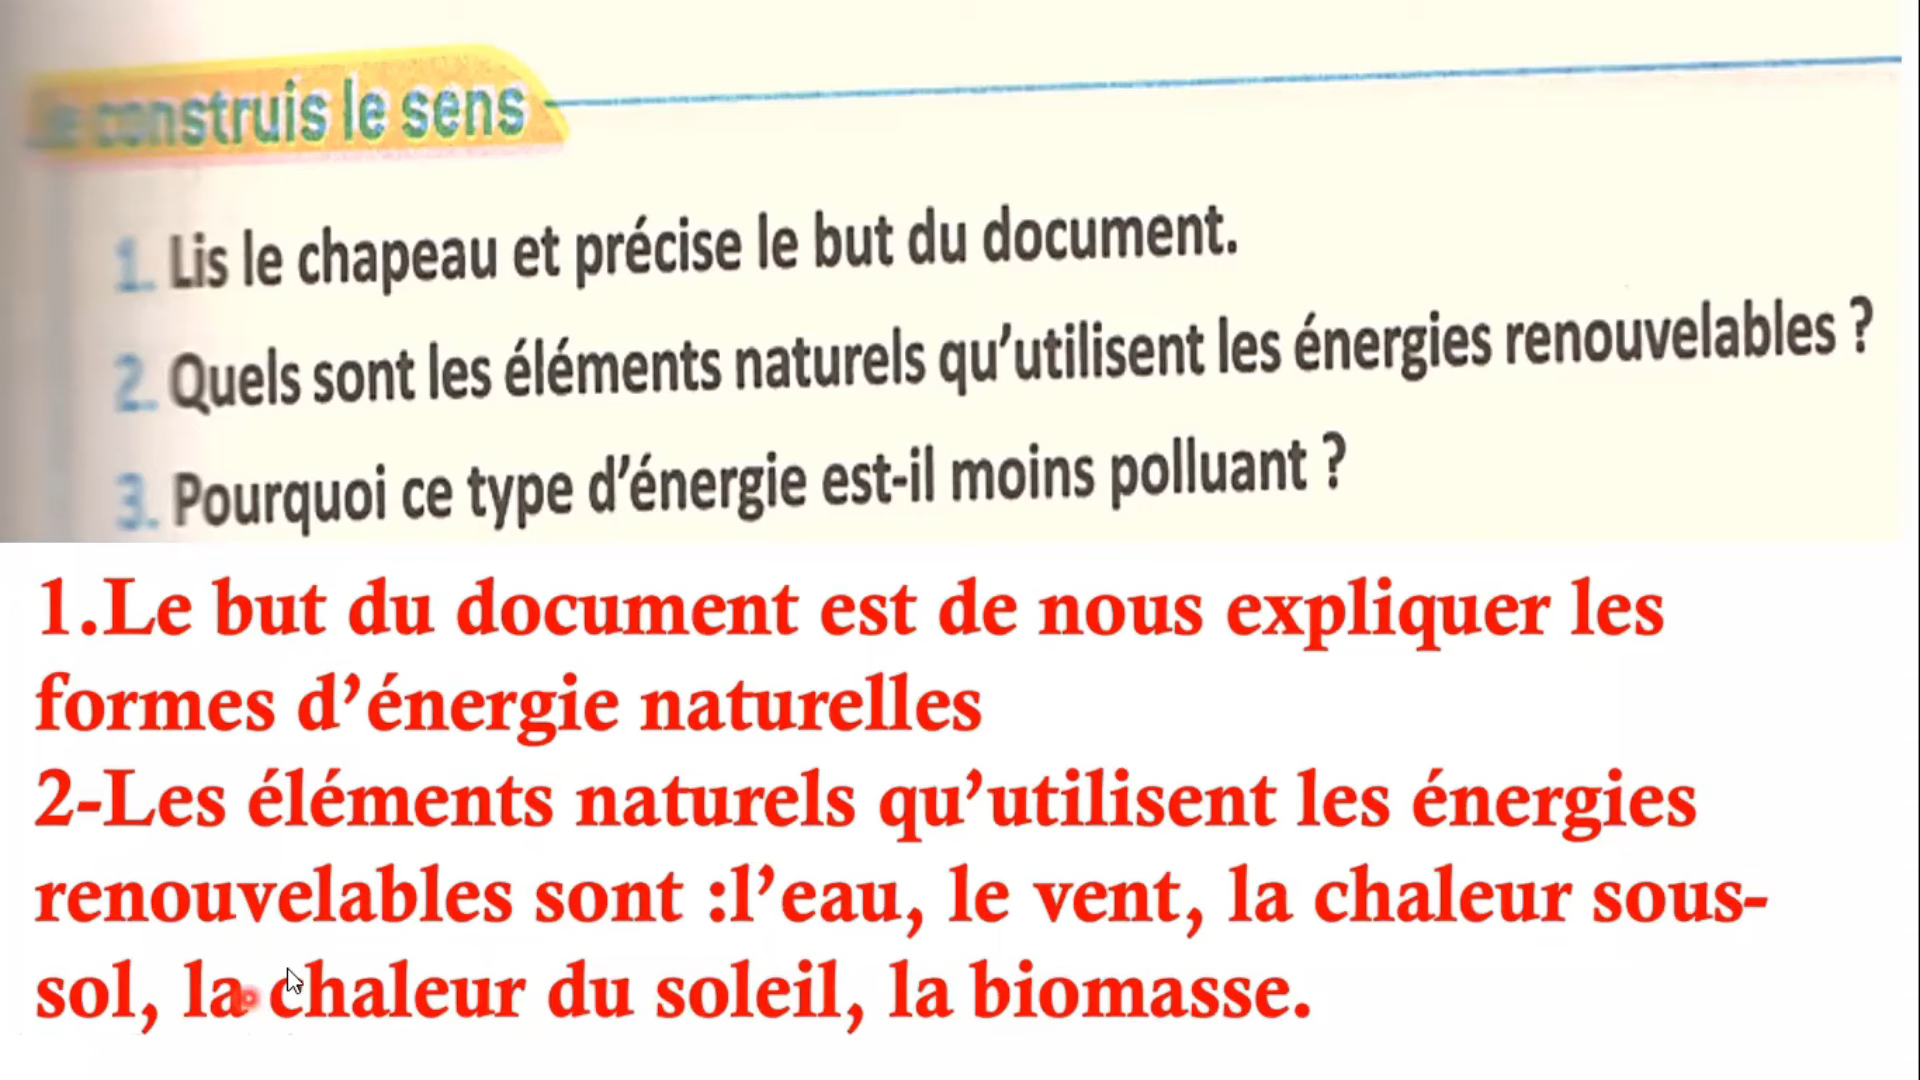 Je construis le sens
1. Lis le chapeau et précise le but du document.
2. Quels sont les éléments naturels qu'utilisent les énergies renouvelables ?
3. Pourquoi ce type d'énergie est-il moins polluant ?
1.Le but du document est de nous expliquer les
formes d'énergie naturelles
2-Les éléments naturels qu'utilisent les énergies
renouvelables sont :l'eau, le vent, la chaleur sous-
sol, la chaleur du soleil, la biomasse.